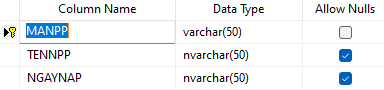 Column Name Data Type Allow Nulls
MANPP varchar(50)
TENNPP nvarchar(50)
NGAYNAP nvarchar(50)